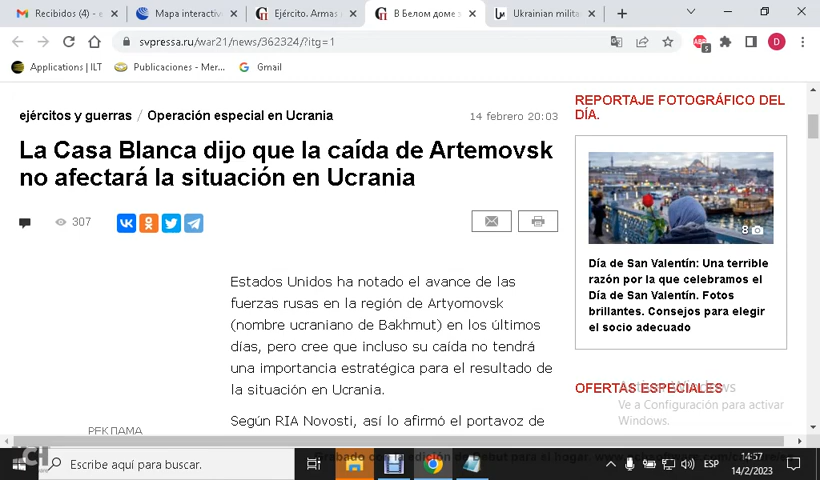 Recibidos (4) - e
Mapa interactiv
Ejército. Armas
В Белом доме з
Ukrainian milita
svpressa.ru/war21/news/362324/?itg=1
5
D
Applications | ILT
Publicaciones - Mer...
Gmail
ejércitos y guerras / Operación especial en Ucrania
14 febrero 20:03
La Casa Blanca dijo que la caída de Artemovsk
no afectará la situación en Ucrania
307
Estados Unidos ha notado el avance de las
fuerzas rusas en la región de Artyomovsk
(nombre ucraniano de Bakhmut) en los últimos
días, pero cree que incluso su caída no tendrá
una importancia estratégica para el resultado de
la situación en Ucrania.
Según RIA Novosti, así lo afirmó el portavoz de
РЕКЛАМА
REPORTAJE FOTOGRÁFICO DEL
DÍA.
8
Día de San Valentín: Una terrible
razón por la que celebramos el
Día de San Valentín. Fotos
brillantes. Consejos para elegir
el socio adecuado
OFERTAS ESPECIALES
Activar Windows
Ve a Configuración para activar
Windows.
Escribe aquí para buscar.
ESP
14:57
14/2/2023